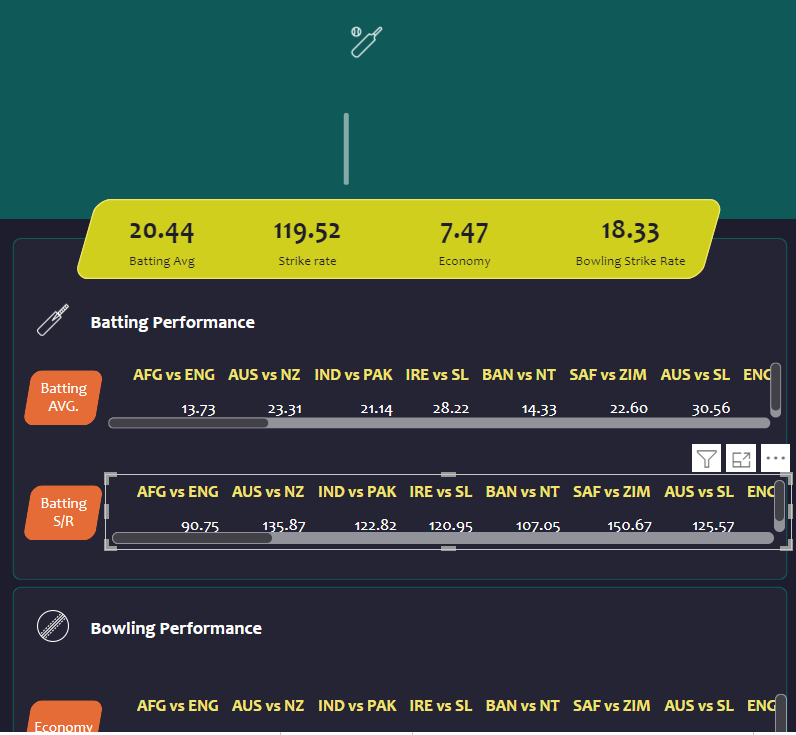 20.44 119.52 7.47 18.33
Batting Avg Strike rate Economy Bowling Strike Rate
Batting Performance
AFG vs ENG AUS vs NZ IND vs PAK IRE vs SL BAN vs NT SAF vs ZIM AUS vs SL
Batting
AVG.
13.73 23.31 21.14 28.22 14.33 22.60 30.56
AFG vs ENG AUS vs NZ IND vs PAK IRE vs SL BAN vs NT SAF vs ZIM AUS vs SL
Batting
S/R
90.75 135.87 122.82 120.95 107.05 150.67 125.57
Bowling Performance
AFG vs ENG AUS vs NZ IND vs PAK IRE vs SL BAN vs NT SAF vs ZIM AUS vs SL
Economy